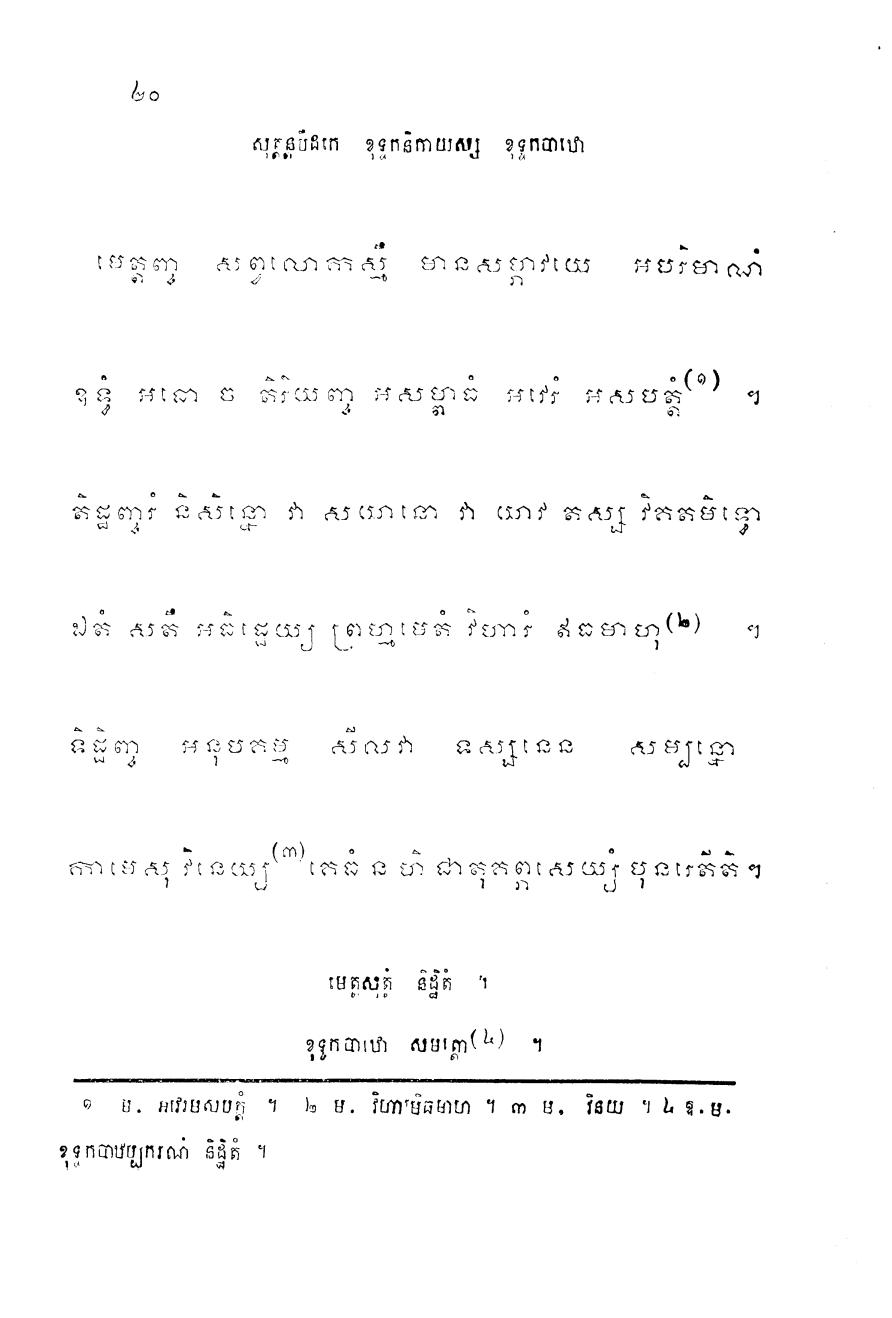 ២០
សុត្តន្តបិដកេ ខុទ្ទកនិកាយស្ស ខុទ្ទកបាឋោ
មេត្តញ្ច សព្វលោកស្មឹ មានសម្ភាវយេ អបរិមាណំ
ឧទ្ធំ អធោ ច តិរិយញ្ច អសម្ពាធំ អវេរំ អសបត្តំ(១) ។
តិដ្ឋញ្ចរំ និសិន្នោ វា សយានោ វា យាវ តស្ស វិគតមិទ្ធោ
ឯតំ សតឹ អធិដ្ឋេយ្យ ព្រហ្មមេតំ វិហារំ ឥធមាហុ(២) ។
ទិដ្ឋិញ្ច អនុបគម្ម សីលវា ទស្សនេន សម្បន្នោ
កាមេសុ វិនេយ្យ(៣)គេធំ ន ហិ ជាតុគព្ភសេយ្យំ បុនរេតីតិ។
មេត្តសុត្តំ និដ្ឋិតំ ។
ខុទ្ទកបាឋោ សមត្តោ(៤) ។
១ ម. អវេរមសបត្តំ ។ ២ ម. វិហារមិធមាហុ ។ ៣ ម. វិនយ ។ ៤ ឱ.ម.
ខុទ្ទកបាឋប្បករណំ និដ្ឋិតំ ។